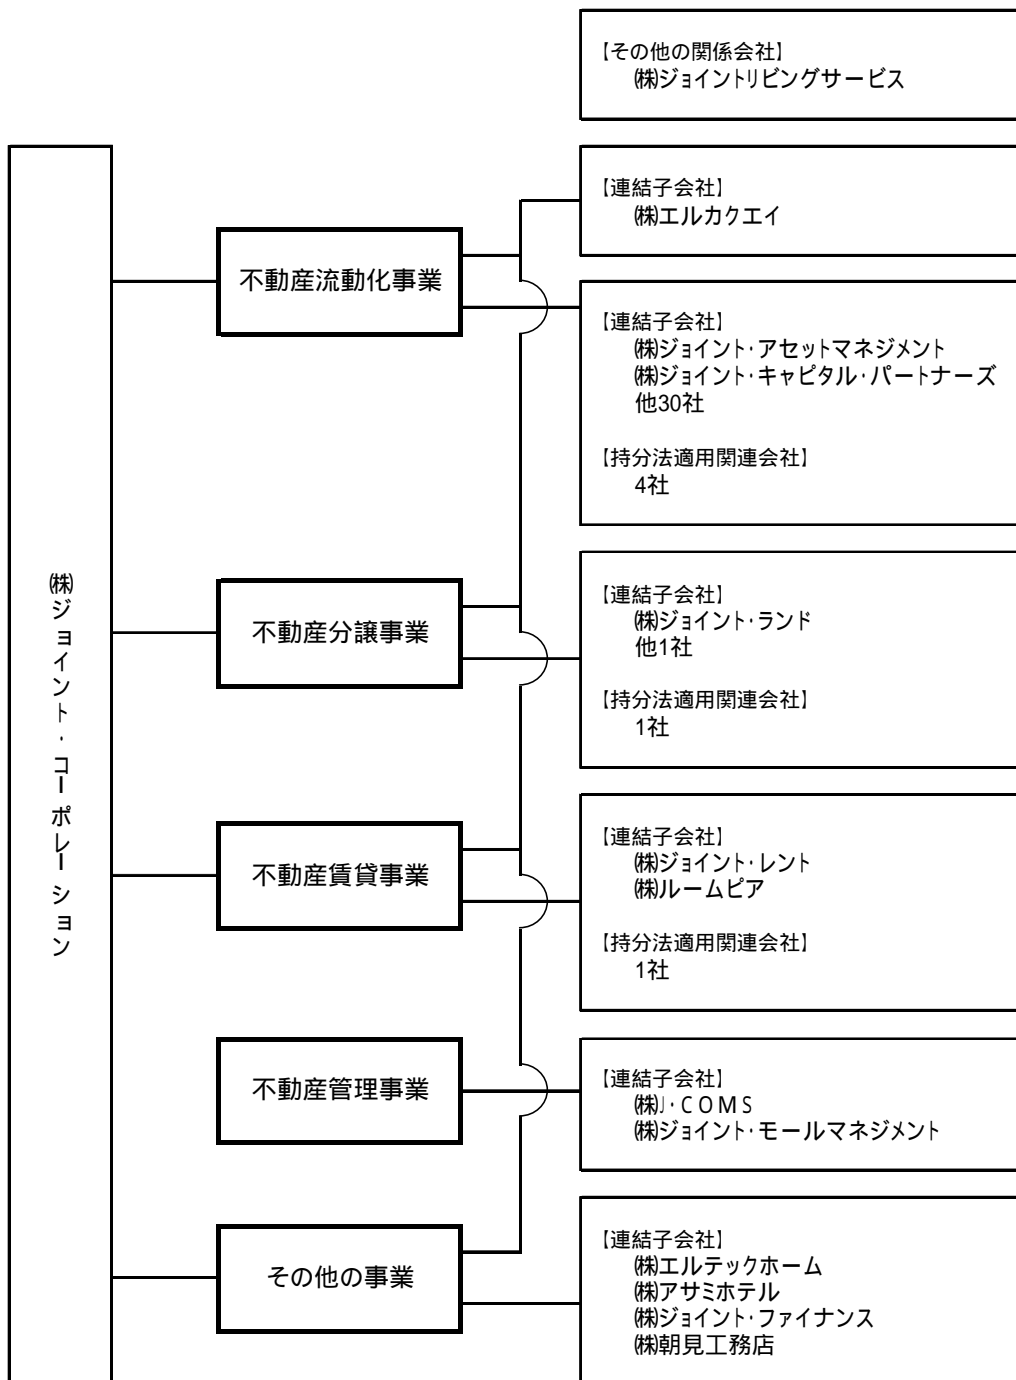 【その他の関係会社】
㈱ジョイントリビングサービス
【連結子会社】
㈱エルカクエイ
不動産流動化事業
【連結子会社】
㈱ジョイント・アセットマネジメント
㈱ジョイント・キャピタル・パートナーズ
他30社
【持分法適用関連会社】
4社
㈱ジョイント・コーポレーション
不動産分譲事業
【連結子会社】
㈱ジョイント・ランド
他1社
【持分法適用関連会社】
1社
不動産賃貸事業
【連結子会社】
㈱ジョイント・レント
㈱ルームピア
【持分法適用関連会社】
1社
不動産管理事業
【連結子会社】
㈱J・COMS
㈱ジョイント・モールマネジメント
その他の事業
【連結子会社】
㈱エルテックホーム
㈱アサミホテル
㈱ジョイント・ファイナンス
㈱朝見工務店